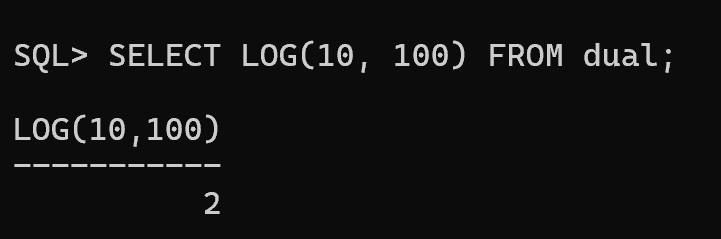 SQL> SELECT LOG(10, 100) FROM dual;
LOG(10,100)
-----------
2